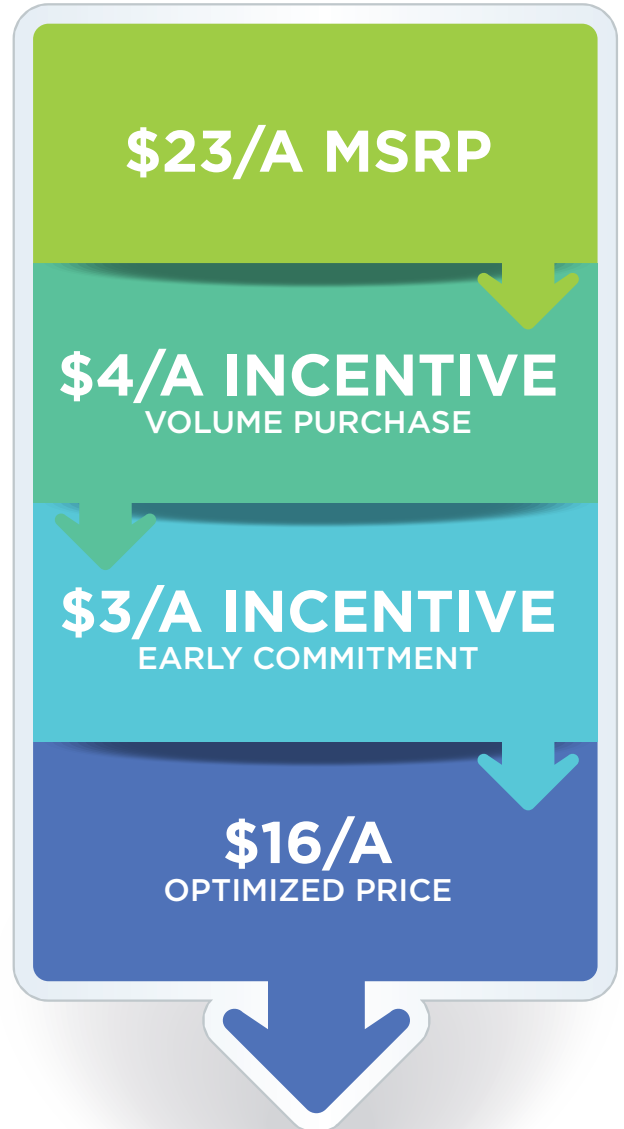 $23/A MSRP
$4/A INCENTIVE
VOLUME PURCHASE
$3/A INCENTIVE
EARLY COMMITMENT
$16/A
OPTIMIZED PRICE